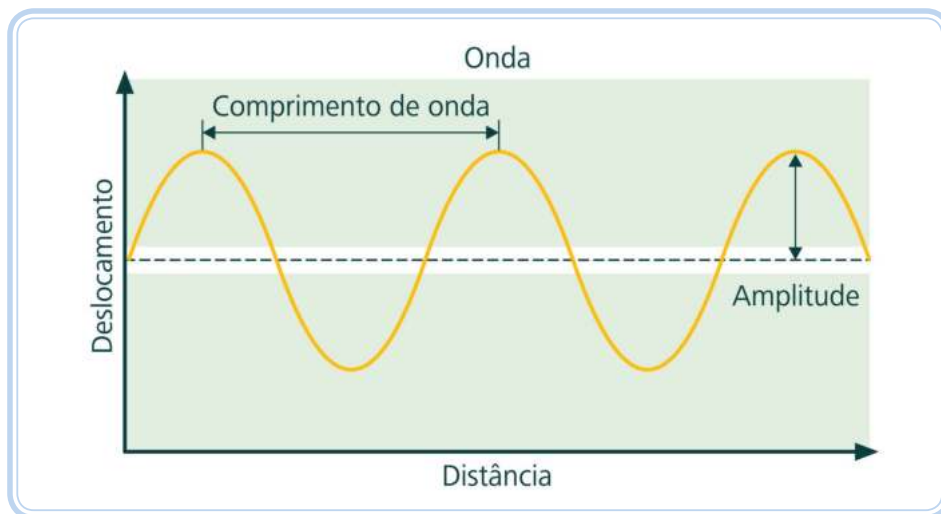 Onda
Comprimento de onda
Deslocamento
Amplitude
Distância